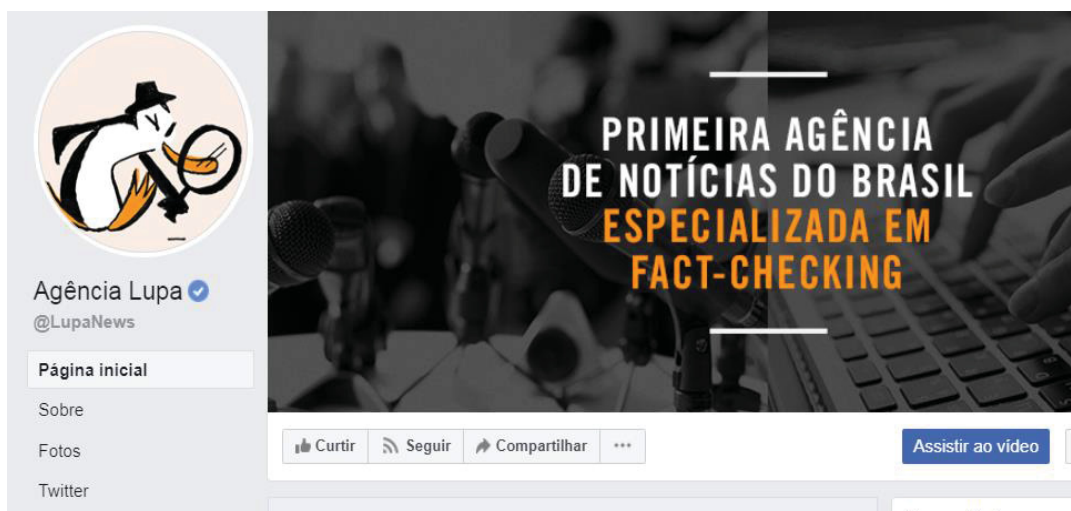 PRIMEIRA AGÊNCIA
DE NOTÍCIAS DO BRASIL
ESPECIALIZADA EM
FACT-CHECKING
Agência Lupa
@LupaNews
Página inicial
Sobre
Fotos
Twitter
Curtir Seguir Compartilhar ...
Assistir ao vídeo